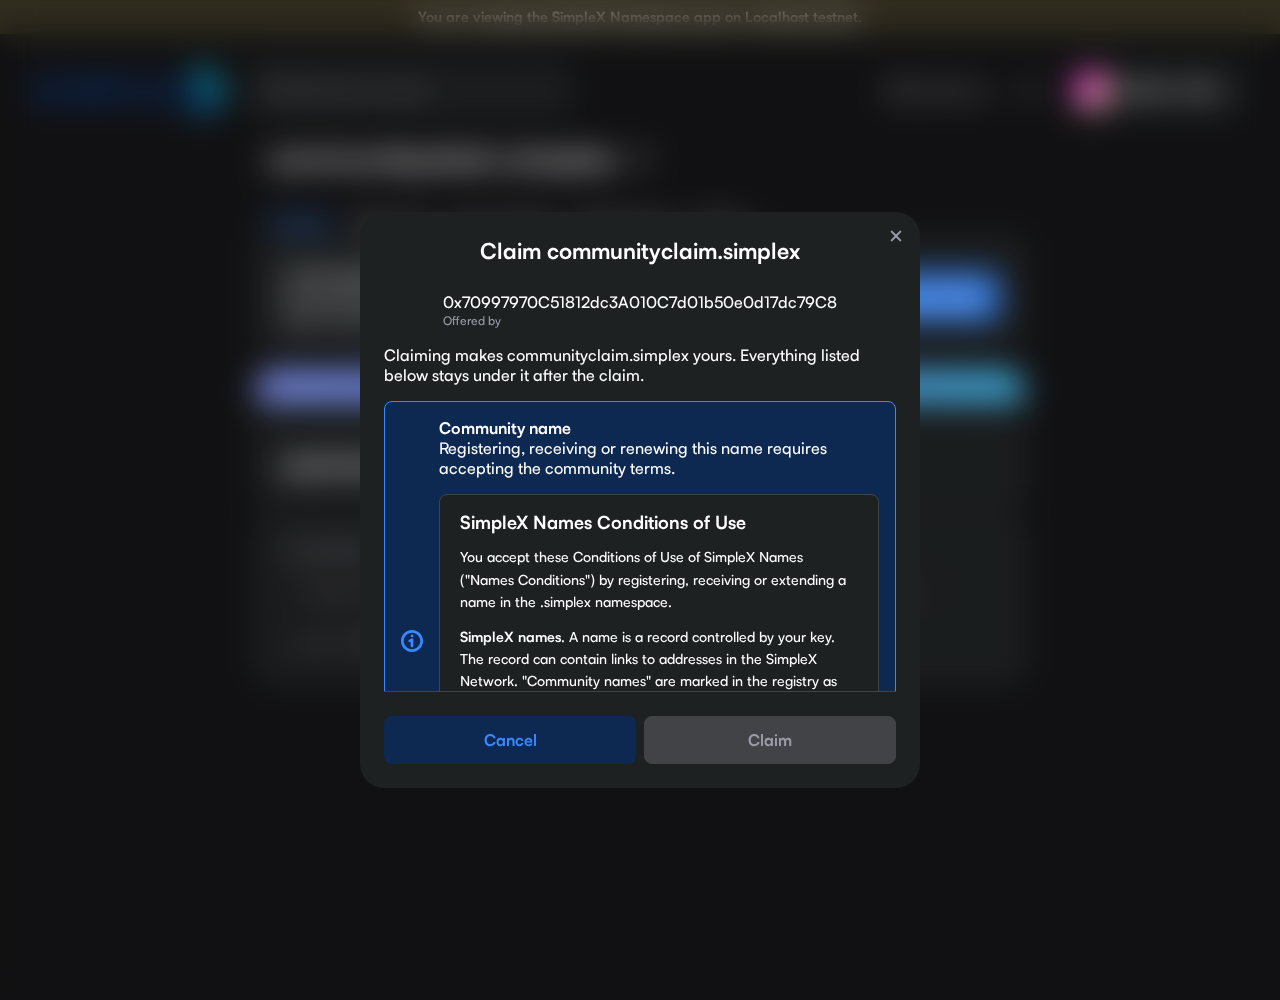 You are viewing the SimpleX Namespace app on Localhost testnet.
Claim communityclaim.simplex
0x70997970C51812dc3A010C7d01b50e0d17dc79C8
Offered by
Claiming makes communityclaim.simplex yours. Everything listed
below stays under it after the claim.
Community name
Registering, receiving or renewing this name requires
accepting the community terms.
SimpleX Names Conditions of Use
You accept these Conditions of Use of SimpleX Names
("Names Conditions") by registering, receiving or extending a
name in the .simplex namespace.
SimpleX names. A name is a record controlled by your key.
The record can contain links to addresses in the SimpleX
Network. "Community names" are marked in the registry as
Cancel
Claim